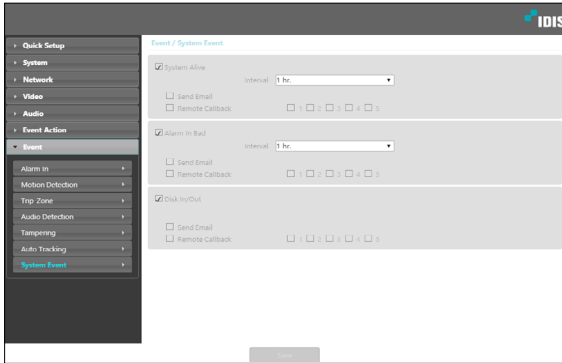 IDIS
Quick Setup
System
Network
Video
Audio
Event Action
Event
Alarm In
Motion Detection
Trip Zone
Audio Detection
Tampering
Auto Tracking
System Event
Event / System Event
System Alive
Interval 1 hr.
Send Email
Remote Callback 1 2 3 4 5
Alarm In Bad
Interval 1 hr.
Send Email
Remote Callback 1 2 3 4 5
Disk In/Out
Send Email
Remote Callback 1 2 3 4 5